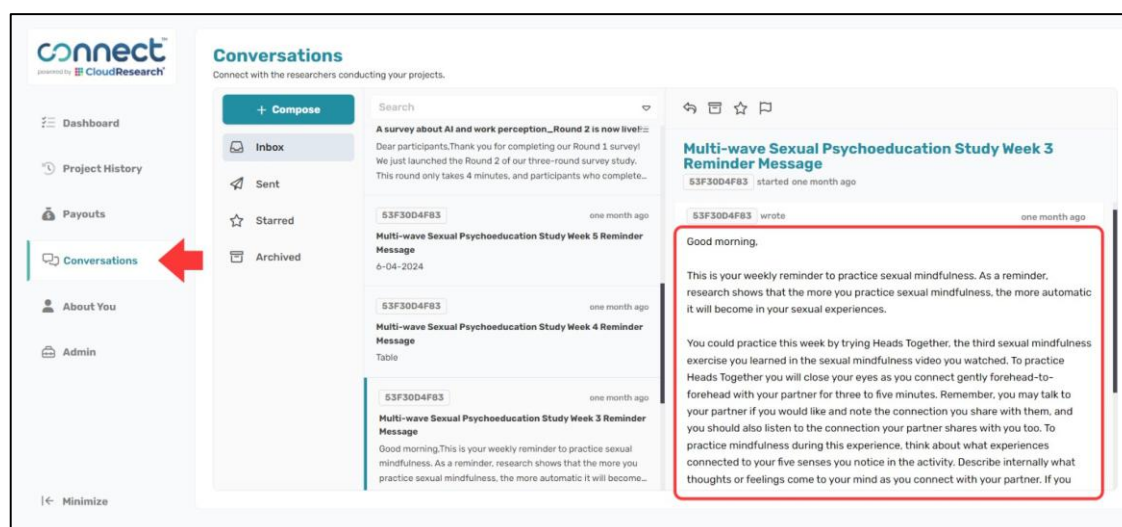 connect™
powered by CloudResearch®
Dashboard
Project History
Payouts
Conversations
About You
Admin
Minimize
Conversations
Connect with the researchers conducting your projects.
+ Compose
Inbox
Sent
Starred
Archived
Search
A survey about AI and work perception_Round 2 is now live!
Dear participants,Thank you for completing our Round 1 survey!
We just launched the Round 2 of our three-round survey study.
This round only takes 4 minutes, and participants who complete...
53F30D4F83 one month ago
Multi-wave Sexual Psychoeducation Study Week 5 Reminder
Message
6-04-2024
53F30D4F83 one month ago
Multi-wave Sexual Psychoeducation Study Week 4 Reminder
Message
Table
53F30D4F83 one month ago
Multi-wave Sexual Psychoeducation Study Week 3 Reminder
Message
Good morning,This is your weekly reminder to practice sexual
mindfulness. As a reminder, research shows that the more you
practice sexual mindfulness, the more automatic it will become...
Multi-wave Sexual Psychoeducation Study Week 3
Reminder Message
53F30D4F83 started one month ago
53F30D4F83 wrote one month ago
Good morning,
This is your weekly reminder to practice sexual mindfulness. As a reminder,
research shows that the more you practice sexual mindfulness, the more automatic
it will become in your sexual experiences.
You could practice this week by trying Heads Together, the third sexual mindfulness
exercise you learned in the sexual mindfulness video you watched. To practice
Heads Together you will close your eyes as you connect gently forehead-to-
forehead with your partner for three to five minutes. Remember, you may talk to
your partner if you would like and note the connection you share with them, and
you should also listen to the connection your partner shares with you too. To
practice mindfulness during this experience, think about what experiences
connected to your five senses you notice in the activity. Describe internally what
thoughts or feelings come to your mind as you connect with your partner. If you